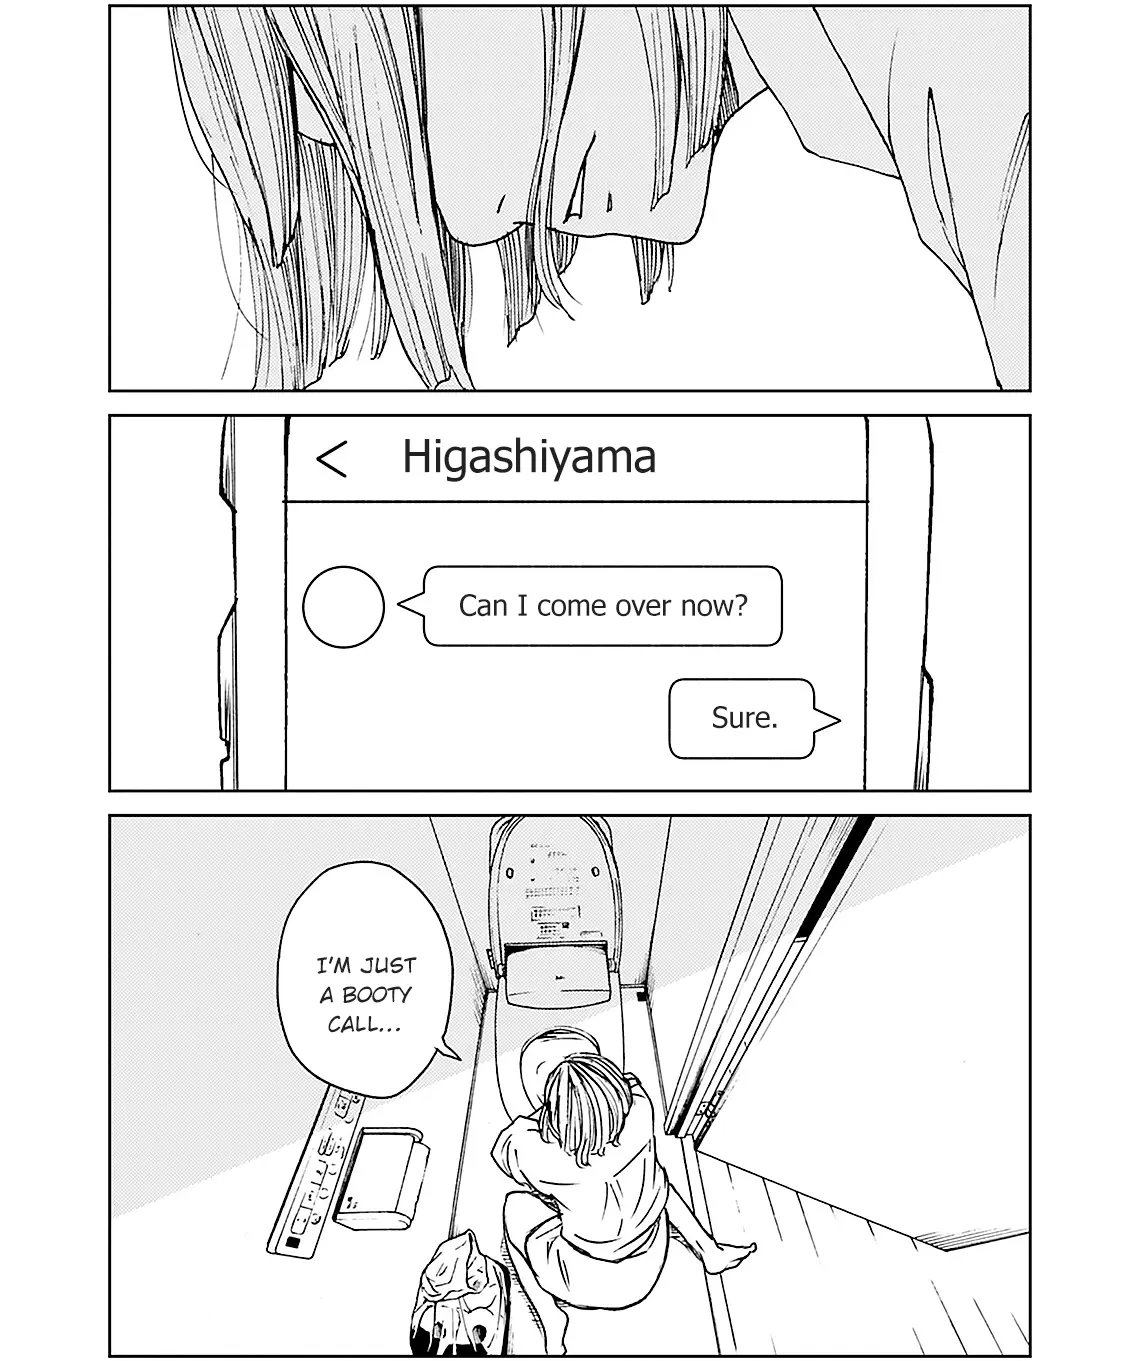 Higashiyama
Can I come over now?
Sure.
I'M JUST
A BOOTY
CALL...